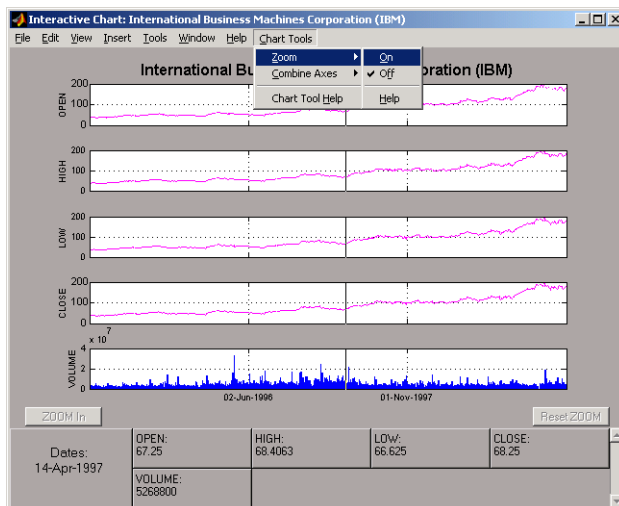 Interactive Chart: International Business Machines Corporation (IBM)
File Edit View Insert Tools Window Help Chart Tools
Zoom On
Combine Axes Off
Chart Tool Help Help
International Bu oration (IBM)
OPEN
200
100
0
HIGH
200
100
0
LOW
200
100
0
CLOSE
200
100
0
x 10^7
VOLUME
4
2
0
02-Jun-1996 01-Nov-1997
ZOOM In Reset ZOOM
Dates:
14-Apr-1997
OPEN:
67.25
HIGH:
68.4063
LOW:
66.625
CLOSE:
68.25
VOLUME:
5268800